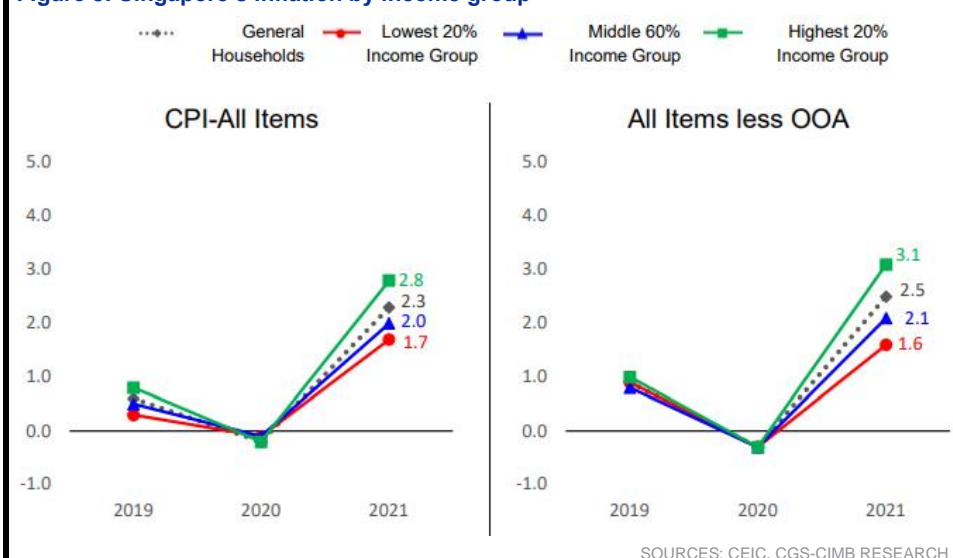 General Households
Lowest 20% Income Group
Middle 60% Income Group
Highest 20% Income Group
CPI-All Items
5.0
4.0
3.0
2.0
1.0
0.0
-1.0
2.8
2.3
2.0
1.7
2019 2020 2021
All Items less OOA
5.0
4.0
3.0
2.0
1.0
0.0
-1.0
3.1
2.5
2.1
1.6
2019 2020 2021
SOURCES: CEIC, CGS-CIMB RESEARCH